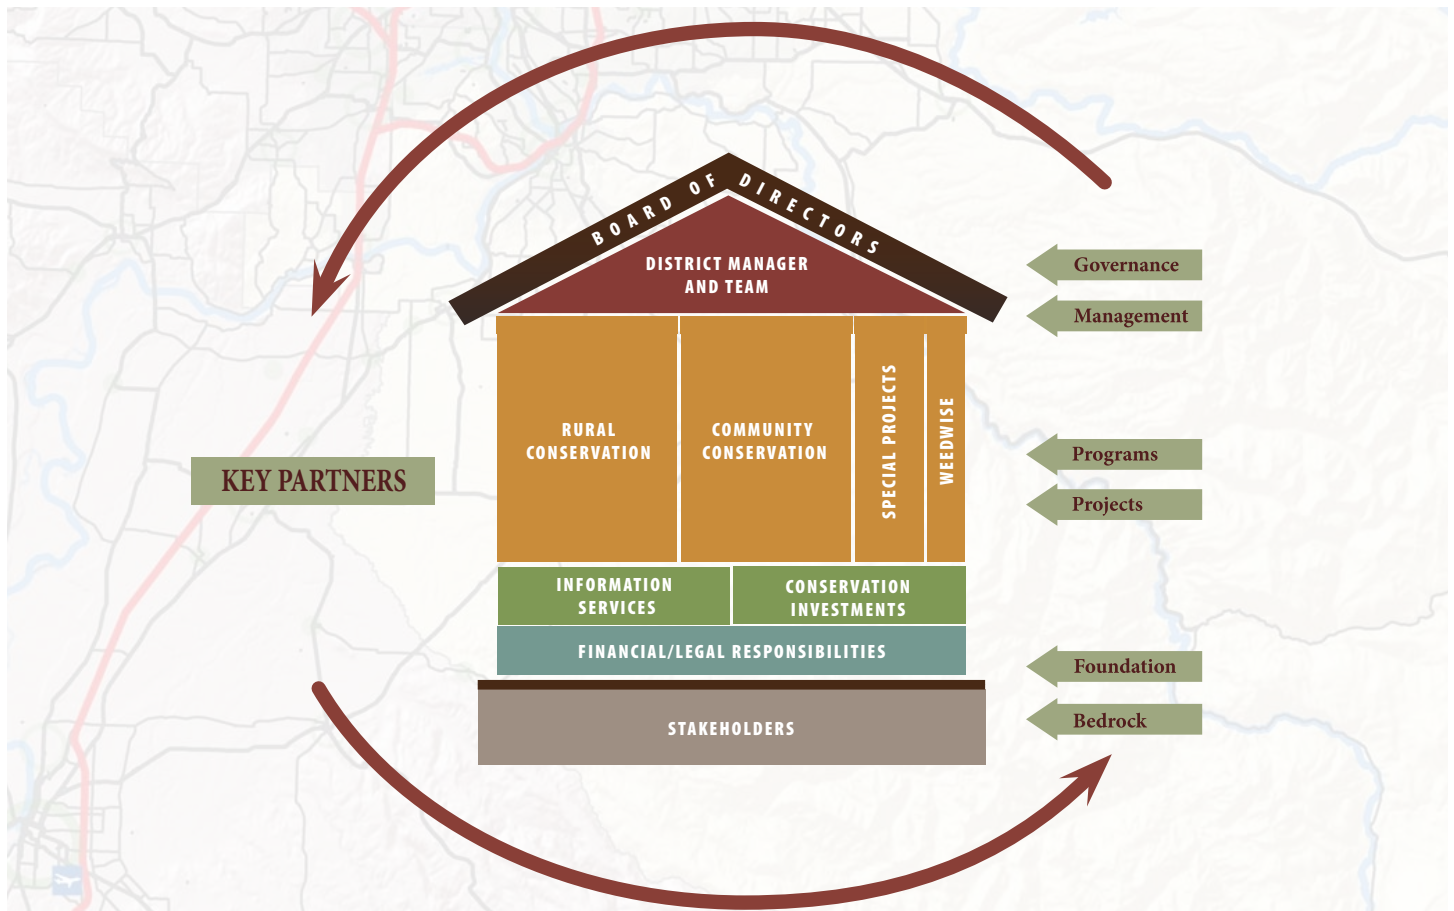 BOARD OF DIRECTORS
DISTRICT MANAGER
AND TEAM
Governance
Management
RURAL
CONSERVATION
COMMUNITY
CONSERVATION
SPECIAL PROJECTS
WEEDWISE
Programs
Projects
KEY PARTNERS
INFORMATION
SERVICES
CONSERVATION
INVESTMENTS
FINANCIAL/LEGAL RESPONSIBILITIES
Foundation
STAKEHOLDERS
Bedrock